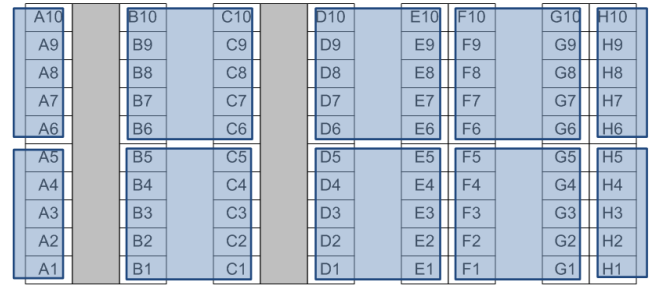 A10 B10 C10 D10 E10 F10 G10 H10
A9 B9 C9 D9 E9 F9 G9 H9
A8 B8 C8 D8 E8 F8 G8 H8
A7 B7 C7 D7 E7 F7 G7 H7
A6 B6 C6 D6 E6 F6 G6 H6
A5 B5 C5 D5 E5 F5 G5 H5
A4 B4 C4 D4 E4 F4 G4 H4
A3 B3 C3 D3 E3 F3 G3 H3
A2 B2 C2 D2 E2 F2 G2 H2
A1 B1 C1 D1 E1 F1 G1 H1